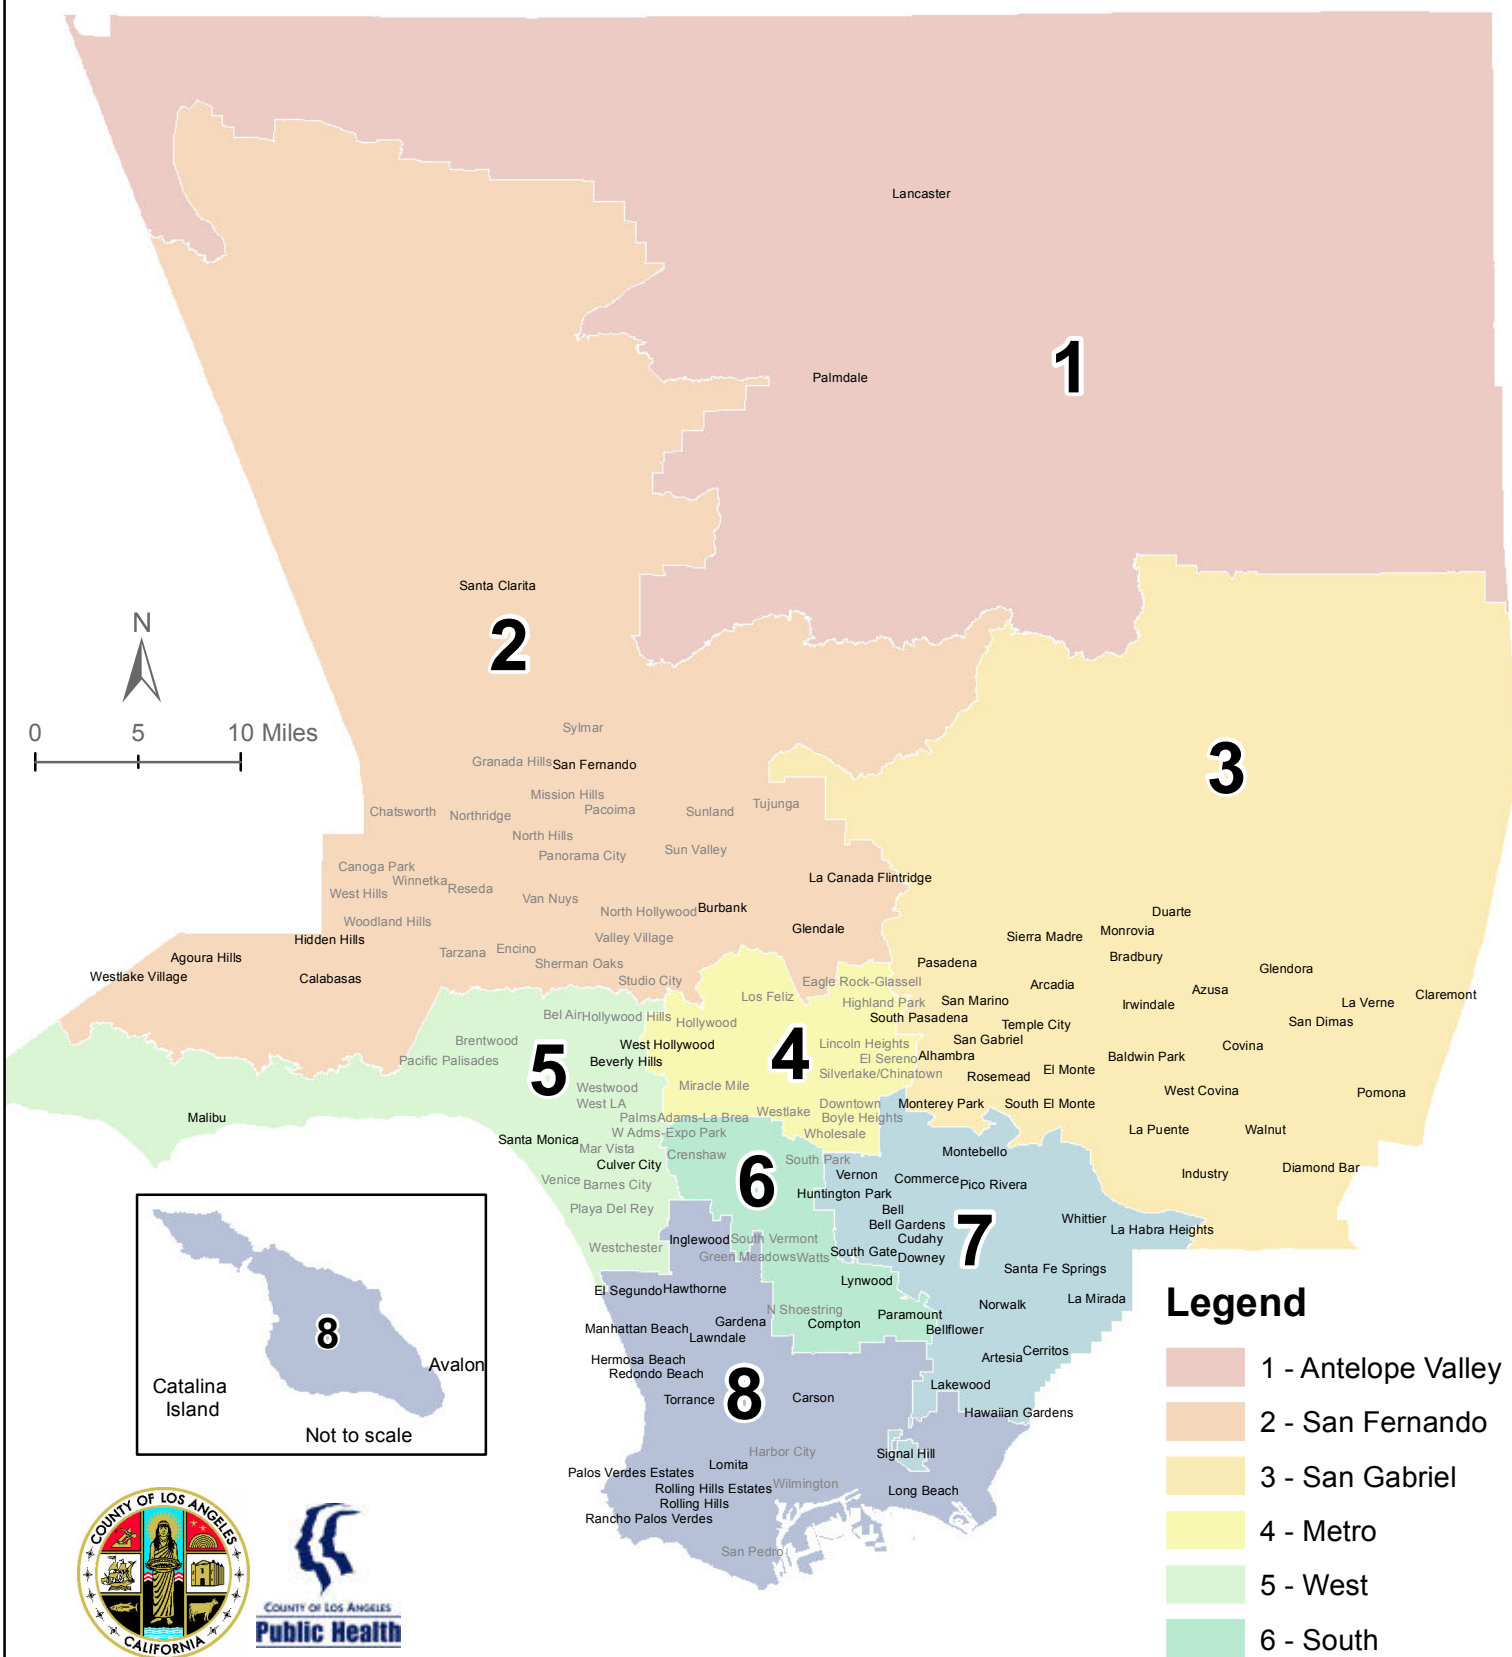 Lancaster
1
Palmdale
Santa Clarita
2
N
0 5 10 Miles
Sylmar
Granada Hills
San Fernando
3
Mission Hills
Pacoima
Chatsworth
Northridge
Sunland
Tujunga
North Hills
Panorama City
Sun Valley
Canoga Park
Winnetka
West Hills
Reseda
La Canada Flintridge
Van Nuys
North Hollywood
Burbank
Woodland Hills
Glendale
Duarte
Monrovia
Hidden Hills
Valley Village
Sierra Madre
Tarzana
Encino
Agoura Hills
Bradbury
Sherman Oaks
Pasadena
Glendora
Westlake Village
Calabasas
Studio City
Eagle Rock-Glassell
Arcadia
Azusa
Claremont
Los Feliz
Highland Park
San Marino
Irwindale
La Verne
Bel Air
Hollywood Hills
Hollywood
South Pasadena
Temple City
San Dimas
Brentwood
West Hollywood
Lincoln Heights
San Gabriel
Covina
Pacific Palisades
Beverly Hills
4
El Sereno
Alhambra
Baldwin Park
5
Silverlake/Chinatown
Rosemead
El Monte
Westwood
Miracle Mile
West Covina
Pomona
West LA
Downtown
Monterey Park
South El Monte
Malibu
Palms
Adams-La Brea
Westlake
Boyle Heights
W Adms-Expo Park
Wholesale
La Puente
Walnut
Santa Monica
Mar Vista
Crenshaw
South Park
Montebello
Culver City
6
Vernon
Industry
Diamond Bar
Venice
Barnes City
Commerce
Pico Rivera
Huntington Park
Playa Del Rey
Bell
Bell Gardens
7
Whittier
La Habra Heights
Westchester
Inglewood
South Vermont
Cudahy
Green Meadows
Watts
South Gate
Downey
Santa Fe Springs
El Segundo
Hawthorne
Lynwood
N Shoestring
Norwalk
La Mirada
Manhattan Beach
Gardena
Compton
Paramount
Lawndale
Bellflower
Hermosa Beach
Artesia
Cerritos
Redondo Beach
Lakewood
Torrance
8
Carson
Hawaiian Gardens
Harbor City
Signal Hill
Palos Verdes Estates
Lomita
Rolling Hills Estates
Wilmington
Long Beach
Rolling Hills
Rancho Palos Verdes
San Pedro
8
Avalon
Catalina
Island
Not to scale
COUNTY OF LOS ANGELES
CALIFORNIA
COUNTY OF LOS ANGELES
Public Health
Legend
1 - Antelope Valley
2 - San Fernando
3 - San Gabriel
4 - Metro
5 - West
6 - South